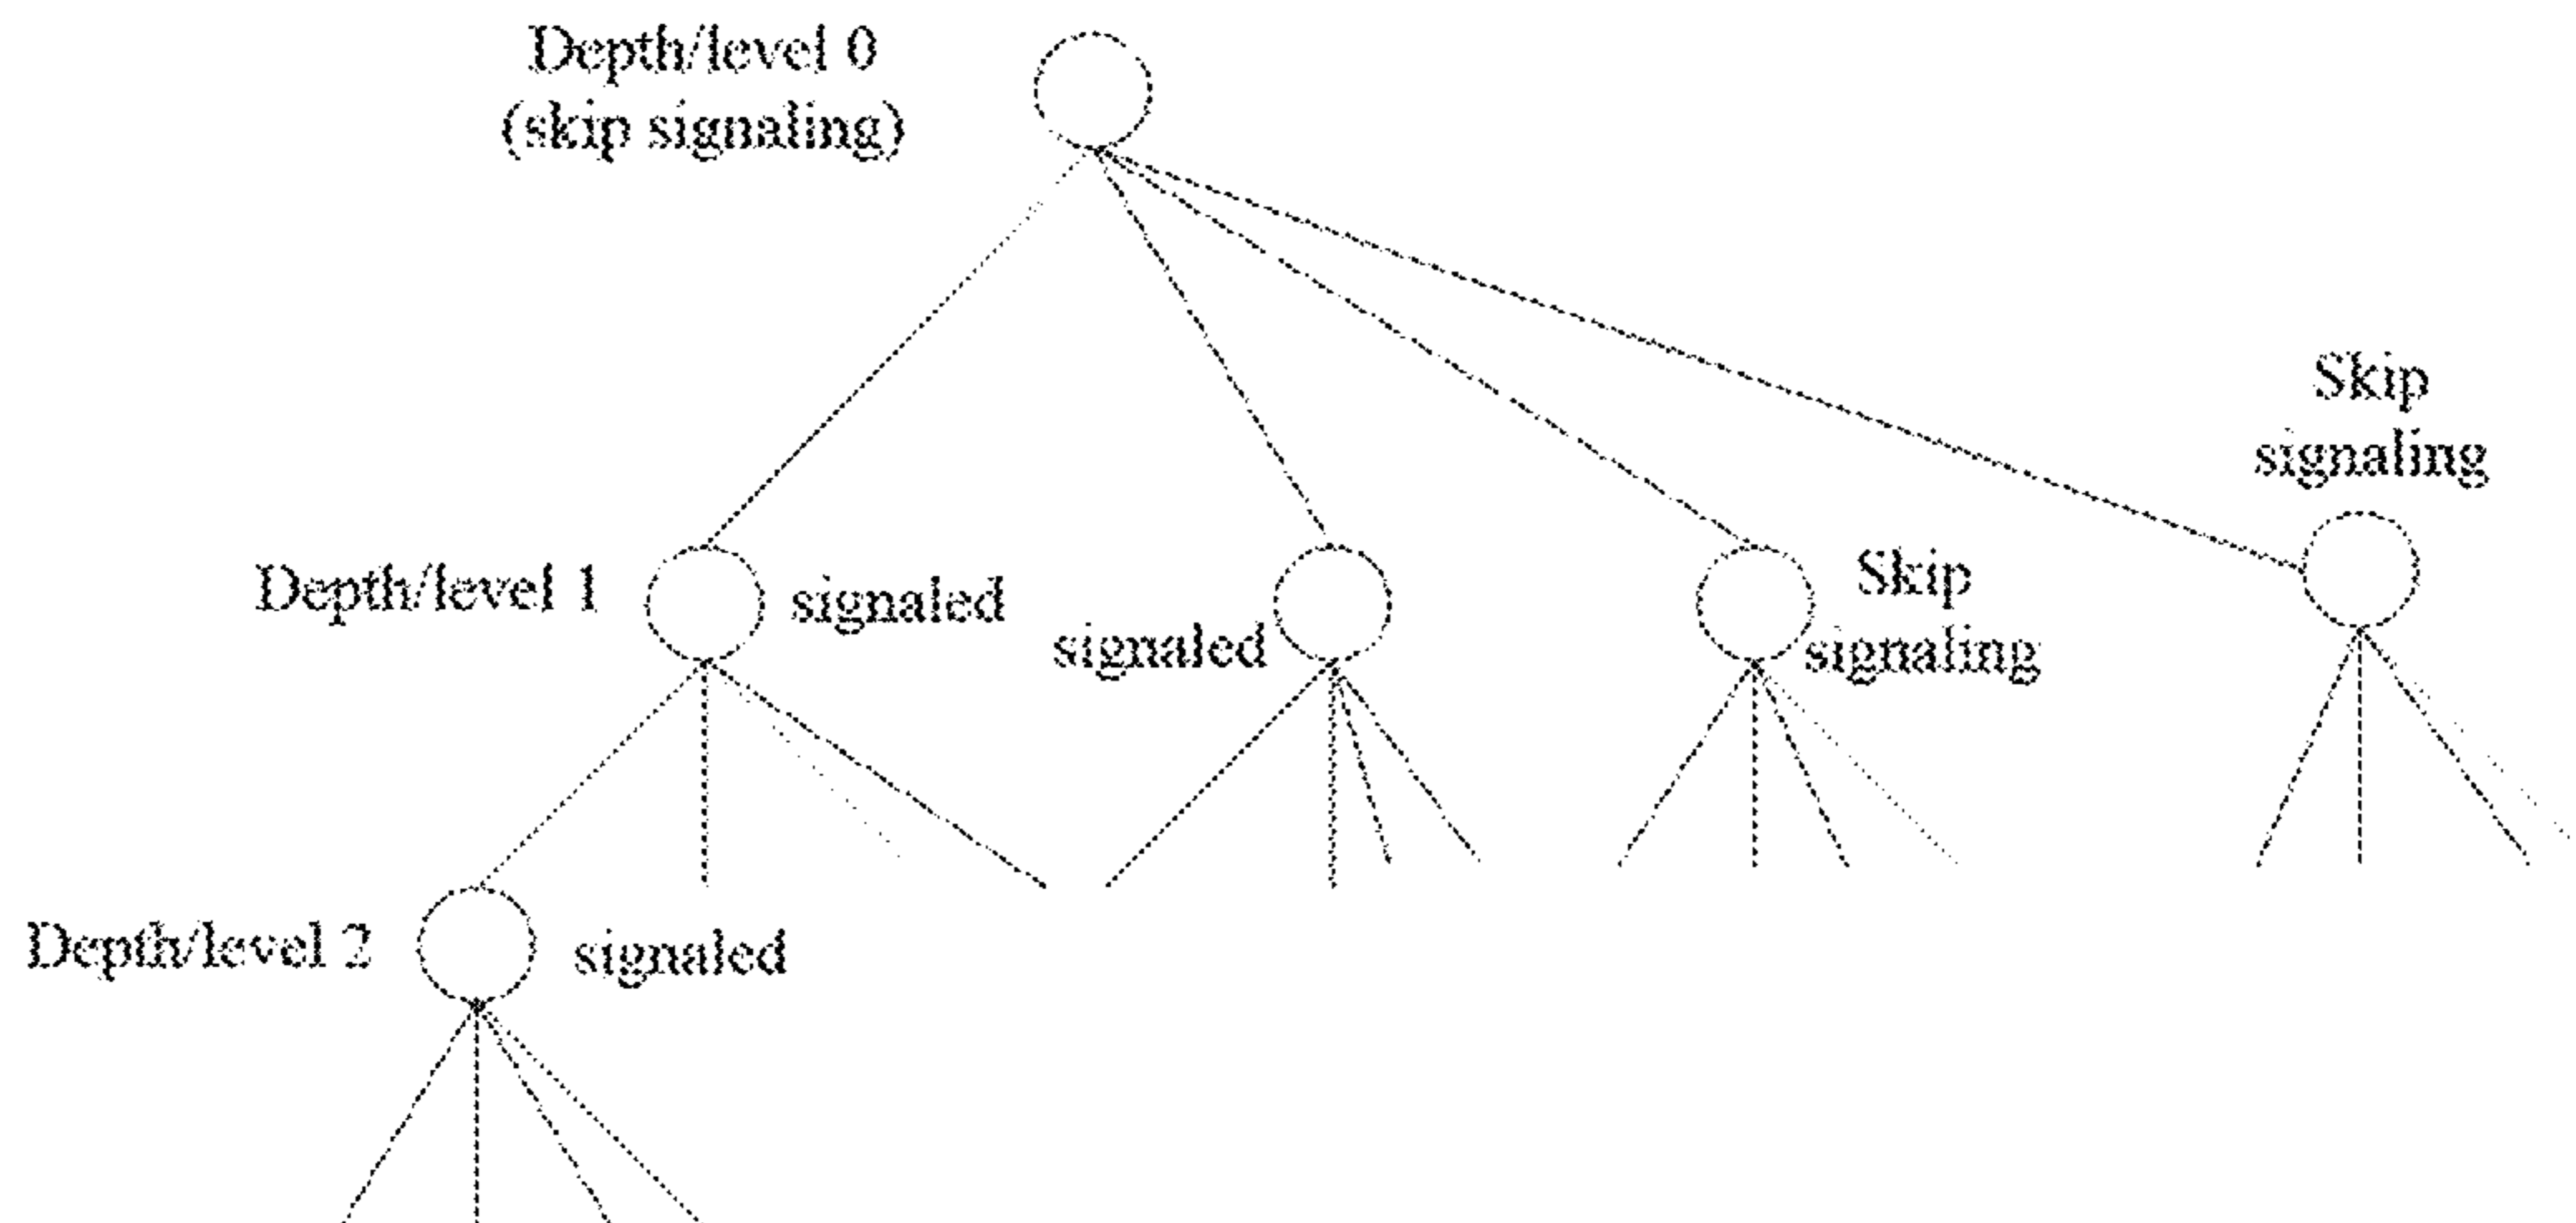 Depth/level 0
(skip signaling)
Skip
signaling
Depth/level 1
signaled
signaled
Skip
signaling
Depth/level 2
signaled